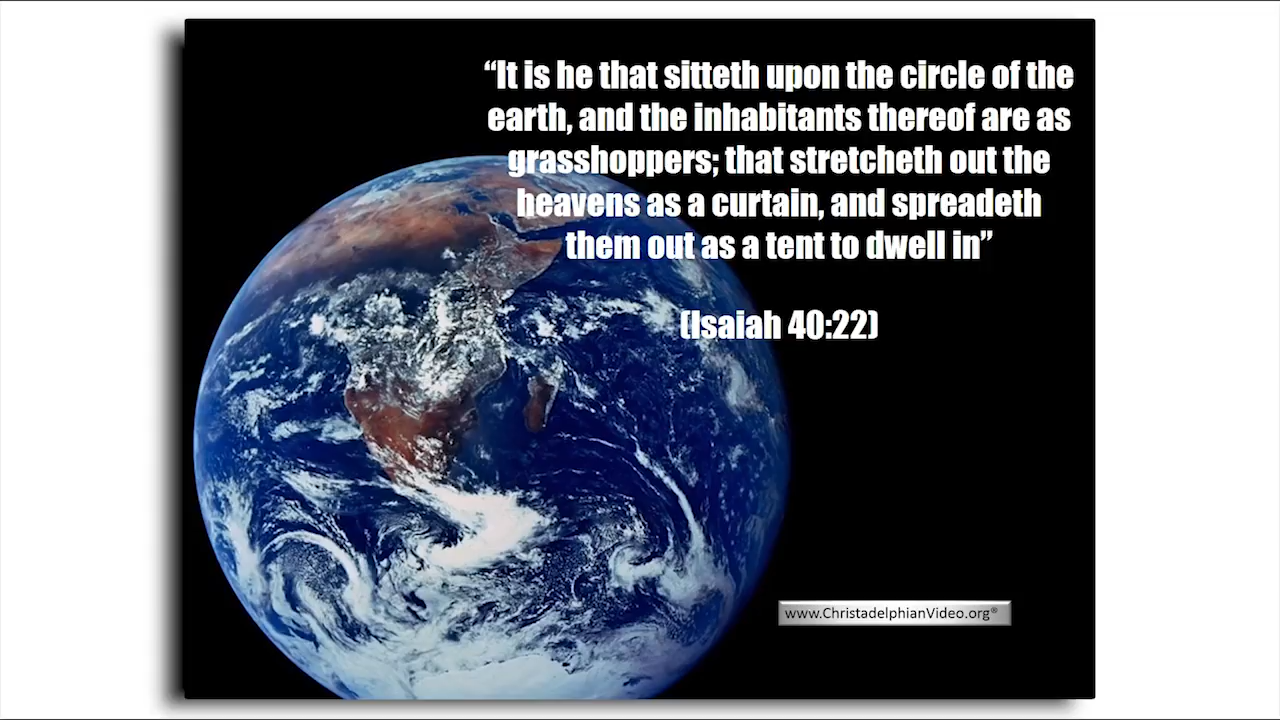 “It is he that sitteth upon the circle of the
earth, and the inhabitants thereof are as
grasshoppers; that stretcheth out the
heavens as a curtain, and spreadeth
them out as a tent to dwell in”
(Isaiah 40:22)
www.ChristadelphianVideo.org®